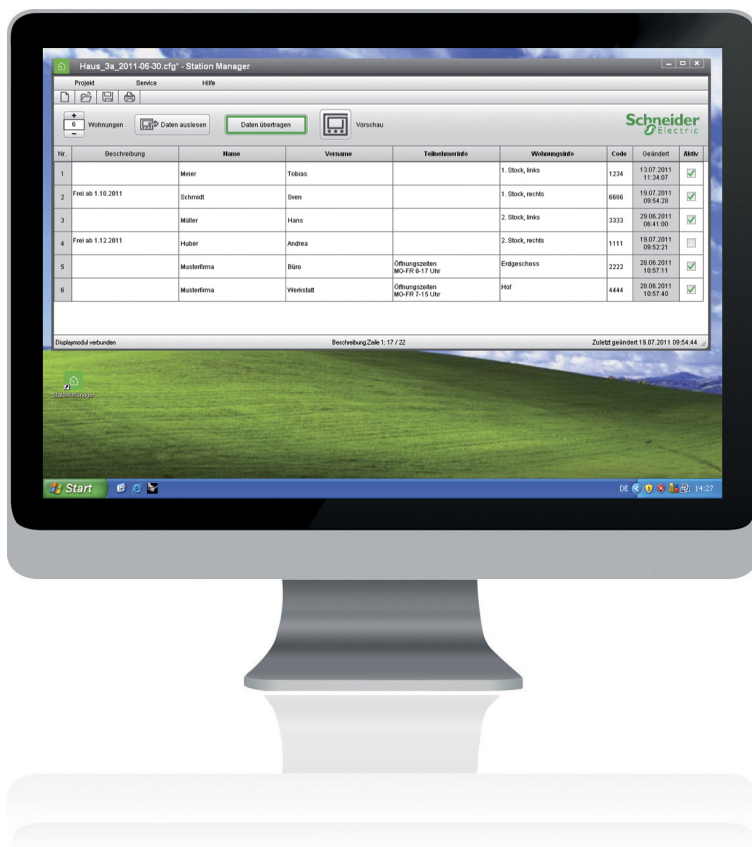 Haus_3a_2011-06-30.cfg* - Station Manager
Projekt Service Hilfe
+
6 Wohnungen Daten auslesen Daten übertragen Vorschau
-
Schneider
Electric
Nr. Beschreibung Name Vorname Teilnehmerinfo Wohnungsinfo Code Geändert Aktiv
1 Meier Tobias 1. Stock, links 1234 13.07.2011
11:34:07
2 Frei ab 1.10.2011 Schmidt Sven 1. Stock, rechts 6666 19.07.2011
09:54:28
3 Müller Hans 2. Stock, links 3333 29.06.2011
06:41:00
4 Frei ab 1.12.2011 Huber Andrea 2. Stock, rechts 1111 19.07.2011
09:52:21
5 Musterfirma Büro Öffnungszeiten Erdgeschoss 2222 28.06.2011
MO-FR 8-17 Uhr 10:57:11
6 Musterfirma Werkstatt Öffnungszeiten Hof 4444 28.06.2011
MO-FR 7-15 Uhr 10:57:40
Displaymodul verbunden Beschreibung Zeile 1: 17 / 22 Zuletzt geändert 19.07.2011 09:54:44
Station Manager
Start DE 14:27